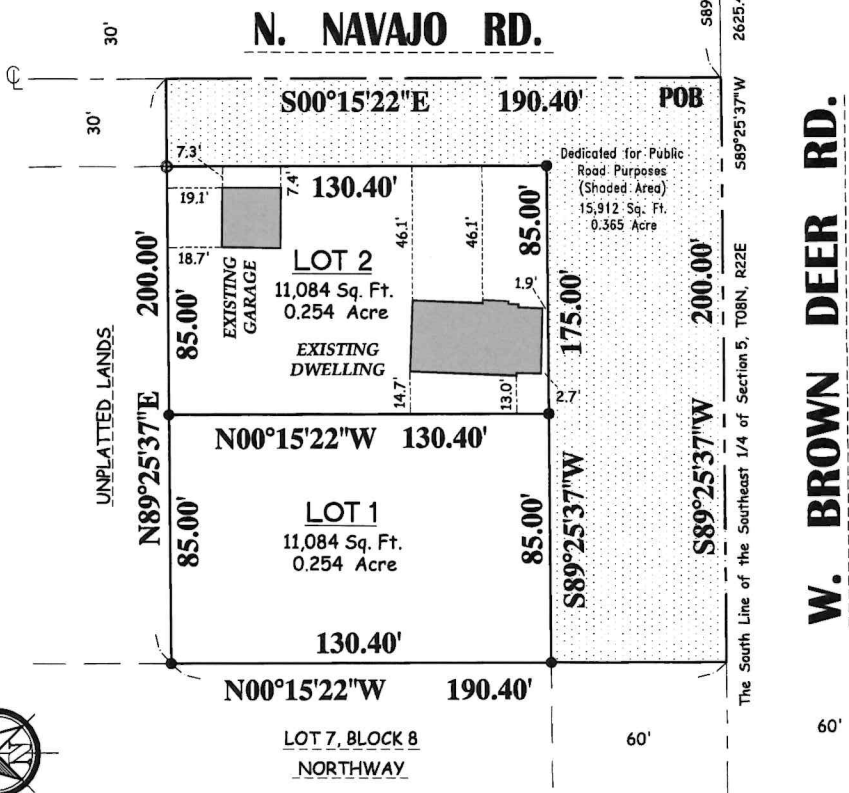 30'
N. NAVAJO RD.
S89
2625.
℄
30'
S00°15'22"E 190.40' POB
S89°25'37"W
7.3'
Dedicated for Public
Road Purposes
(Shaded Area)
15,912 Sq. Ft.
0.365 Acre
19.1'
7.4'
130.40'
85.00'
46.1'
46.1'
18.7'
200.00'
85.00'
EXISTING
GARAGE
LOT 2
11,084 Sq. Ft.
0.254 Acre
1.9'
175.00'
200.00'
EXISTING
DWELLING
14.7'
13.0'
2.7'
UNPLATTED LANDS
N89°25'37"E
N00°15'22"W 130.40'
S89°25'37"W
S89°25'37"W
The South Line of the Southeast 1/4 of Section 5, T08N, R22E
W. BROWN DEER RD.
85.00'
LOT 1
11,084 Sq. Ft.
0.254 Acre
85.00'
130.40'
N00°15'22"W 190.40'
LOT 7, BLOCK 8
NORTHWAY
60'
60'